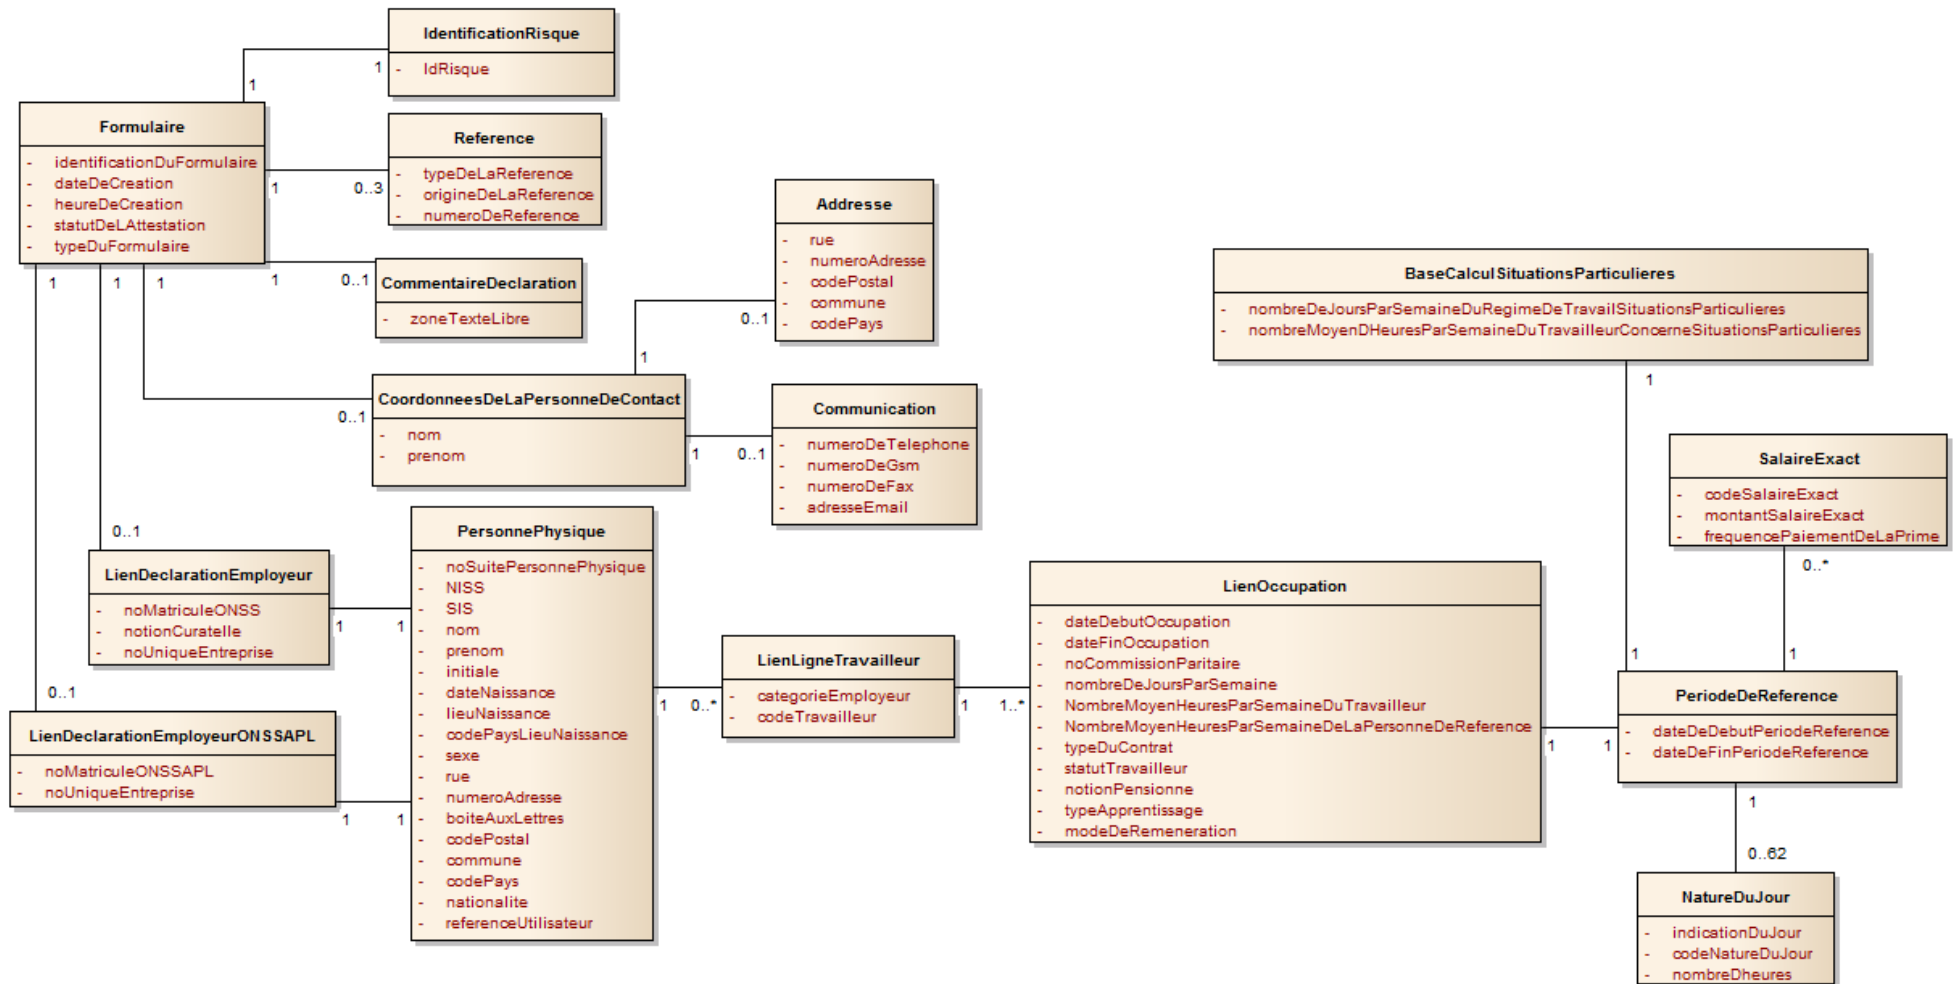 IdentificationRisque
- IdRisque
1
1
Formulaire
- identificationDuFormulaire
- dateDeCreation
- heureDeCreation
- statutDeLAttestation
- typeDuFormulaire
Reference
- typeDeLaReference
- origineDeLaReference
- numeroDeReference
1
0..3
CommentaireDeclaration
- zoneTexteLibre
1
0..1
1
1
1
Addresse
- rue
- numeroAdresse
- codePostal
- commune
- codePays
0..1
1
CoordonneesDeLaPersonneDeContact
- nom
- prenom
0..1
Communication
- numeroDeTelephone
- numeroDeGsm
- numeroDeFax
- adresseEmail
1
0..1
BaseCalculSituationsParticulieres
- nombreDeJoursParSemaineDuRegimeDeTravailSituationsParticulieres
- nombreMoyenDHeuresParSemaineDuTravailleurConcerneSituationsParticulieres
1
1
SalaireExact
- codeSalaireExact
- montantSalaireExact
- frequencePaiementDeLaPrime
0..*
1
0..1
LienDeclarationEmployeur
- noMatriculeONSS
- notionCuratelle
- noUniqueEntreprise
1
1
0..1
LienDeclarationEmployeurONSSAPL
- noMatriculeONSSAPL
- noUniqueEntreprise
1
1
PersonnePhysique
- noSuitePersonnePhysique
- NISS
- SIS
- nom
- prenom
- initiale
- dateNaissance
- lieuNaissance
- codePaysLieuNaissance
- sexe
- rue
- numeroAdresse
- boiteAuxLettres
- codePostal
- commune
- codePays
- nationalite
- referenceUtilisateur
1
0..*
LienLigneTravailleur
- categorieEmployeur
- codeTravailleur
1
1..*
LienOccupation
- dateDebutOccupation
- dateFinOccupation
- noCommissionParitaire
- nombreDeJoursParSemaine
- NombreMoyenHeuresParSemaineDuTravailleur
- NombreMoyenHeuresParSemaineDeLaPersonneDeReference
- typeDuContrat
- statutTravailleur
- notionPensionne
- typeApprentissage
- modeDeRemeneration
1
1
PeriodeDeReference
- dateDeDebutPeriodeReference
- dateDeFinPeriodeReference
1
0..62
NatureDuJour
- indicationDuJour
- codeNatureDuJour
- nombreDheures